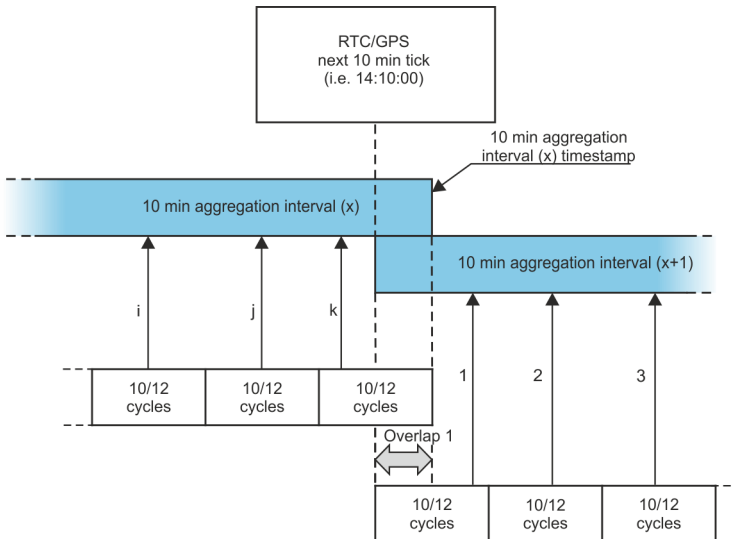 RTC/GPS
next 10 min tick
(i.e. 14:10:00)
10 min aggregation
interval (x) timestamp
10 min aggregation interval (x)
10 min aggregation interval (x+1)
i
j
k
1
2
3
10/12
cycles
10/12
cycles
10/12
cycles
Overlap 1
10/12
cycles
10/12
cycles
10/12
cycles